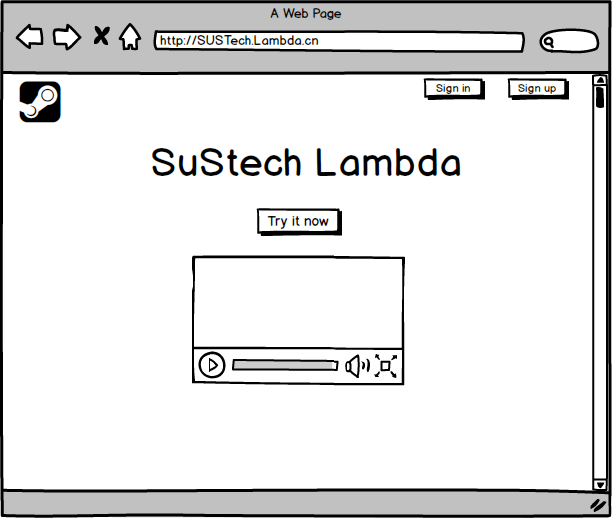 A Web Page
http://SUSTech.Lambda.cn
Sign in
Sign up
SuStech Lambda
Try it now